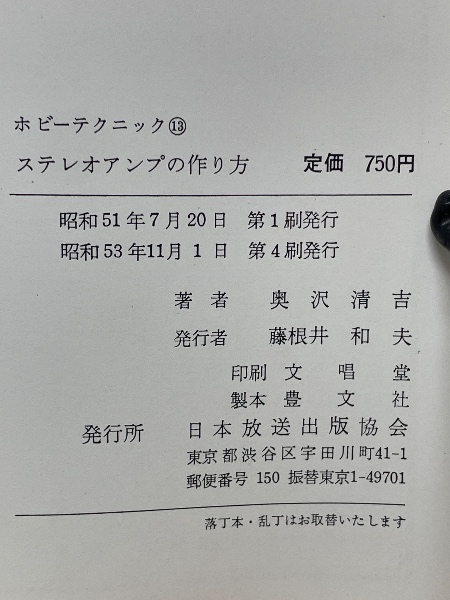 ホビーテクニック⑬
ステレオアンプの作り方 定価 750円
昭和51年7月20日 第1刷発行
昭和53年11月1日 第4刷発行
著者 奥沢清吉
発行者 藤根井和夫
印刷 文唱堂
製本 豊文社
発行所 日本放送出版協会
東京都渋谷区宇田川町41-1
郵便番号 150 振替東京1-49701
落丁本・乱丁はお取替いたします